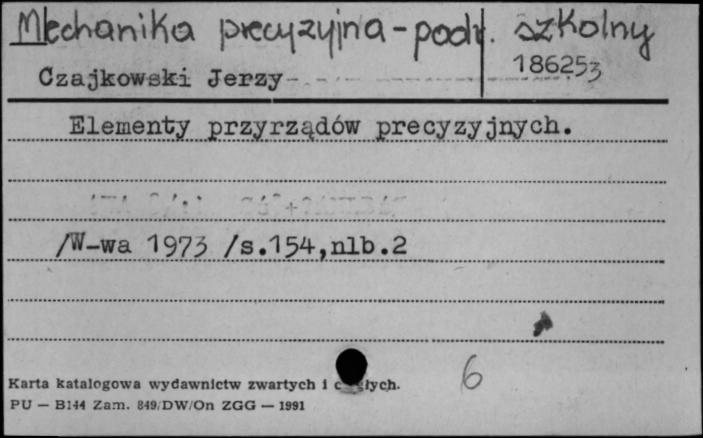 Mechanika precyzyjna - podr. szkolny
Czajkowski Jerzy
186253
Elementy przyrządów precyzyjnych.
/W-wa 1973 /s.154,nlb.2
6
Karta katalogowa wydawnictw zwartych i
PU — B144 Zam. 849/DW/On ZGG — 1991